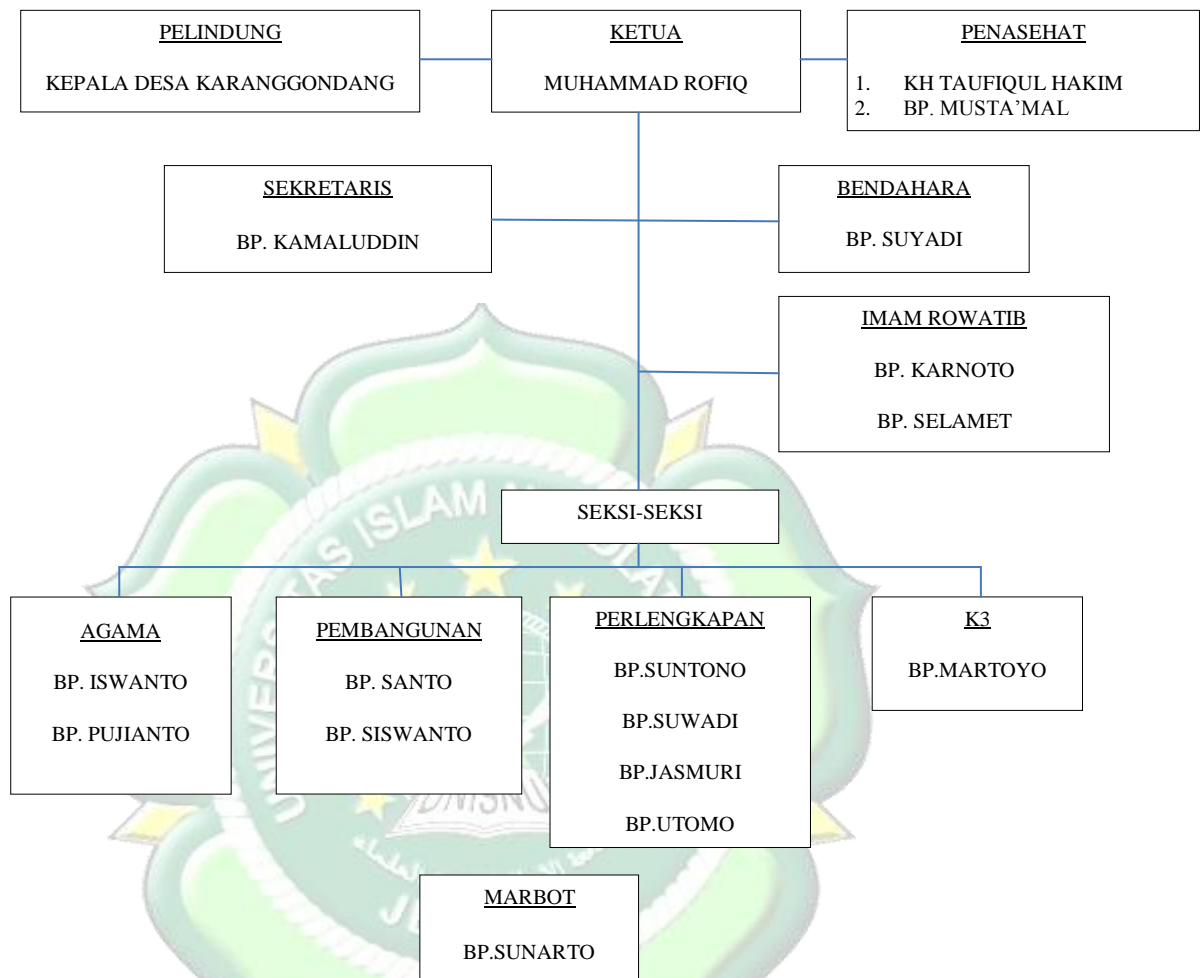 PELINDUNG
KEPALA DESA KARANGGONDANG
KETUA
MUHAMMAD ROFIQ
PENASEHAT
1. KH TAUFIQUL HAKIM
2. BP. MUSTA'MAL
SEKRETARIS
BP. KAMALUDDIN
BENDAHARA
BP. SUYADI
IMAM ROWATIB
BP. KARNOTO
BP. SELAMET
SEKSI-SEKSI
AGAMA
BP. ISWANTO
BP. PUJIANTO
PEMBANGUNAN
BP. SANTO
BP. SISWANTO
PERLENGKAPAN
BP.SUNTONO
BP.SUWADI
BP.JASMURI
BP.UTOMO
K3
BP.MARTOYO
MARBOT
BP.SUNARTO
ISLAM